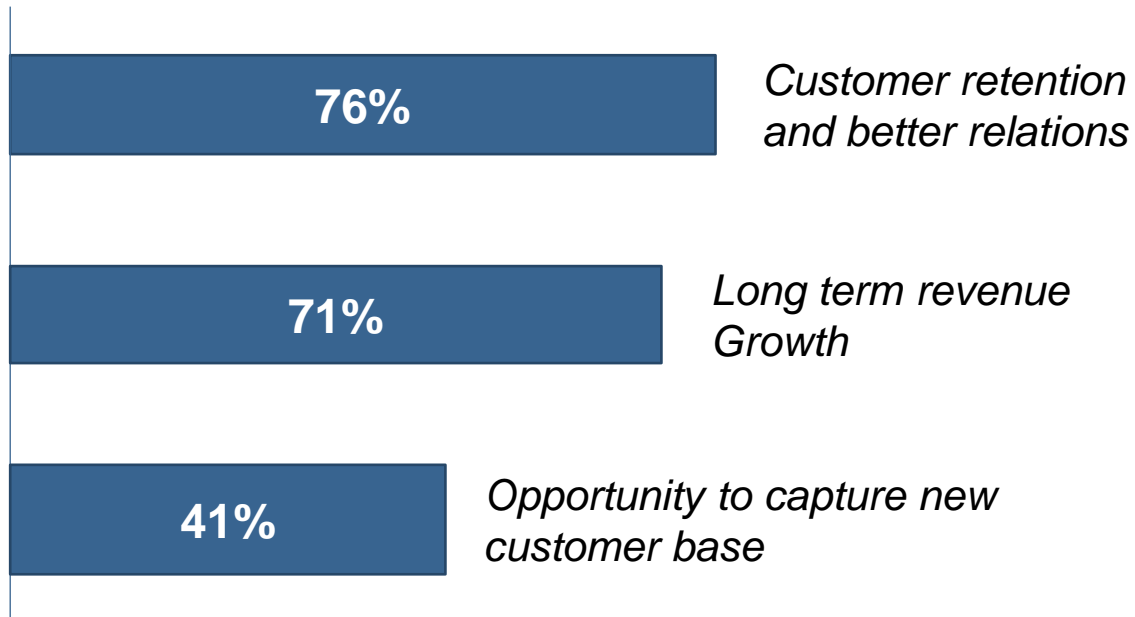 76%
Customer retention
and better relations
71%
Long term revenue
Growth
41%
Opportunity to capture new
customer base